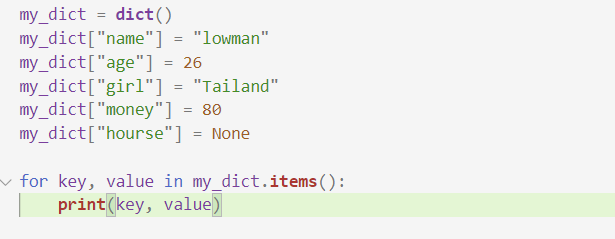 my_dict = dict()
my_dict["name"] = "lowman"
my_dict["age"] = 26
my_dict["girl"] = "Tailand"
my_dict["money"] = 80
my_dict["hourse"] = None
for key, value in my_dict.items():
    print(key, value)